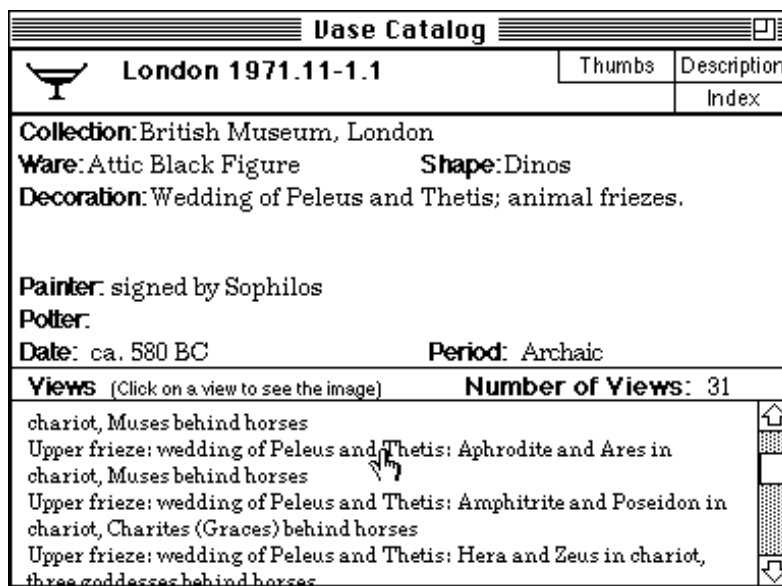 Vase Catalog
London 1971.11-1.1
Thumbs
Description
Index
Collection: British Museum, London
Ware: Attic Black Figure Shape: Dinos
Decoration: Wedding of Peleus and Thetis; animal friezes.
Painter: signed by Sophilos
Potter:
Date: ca. 580 BC Period: Archaic
Views (Click on a view to see the image) Number of Views: 31
chariot, Muses behind horses
Upper frieze: wedding of Peleus and Thetis: Aphrodite and Ares in
chariot, Muses behind horses
Upper frieze: wedding of Peleus and Thetis: Amphitrite and Poseidon in
chariot, Charites (Graces) behind horses
Upper frieze: wedding of Peleus and Thetis: Hera and Zeus in chariot,
three goddesses behind horses